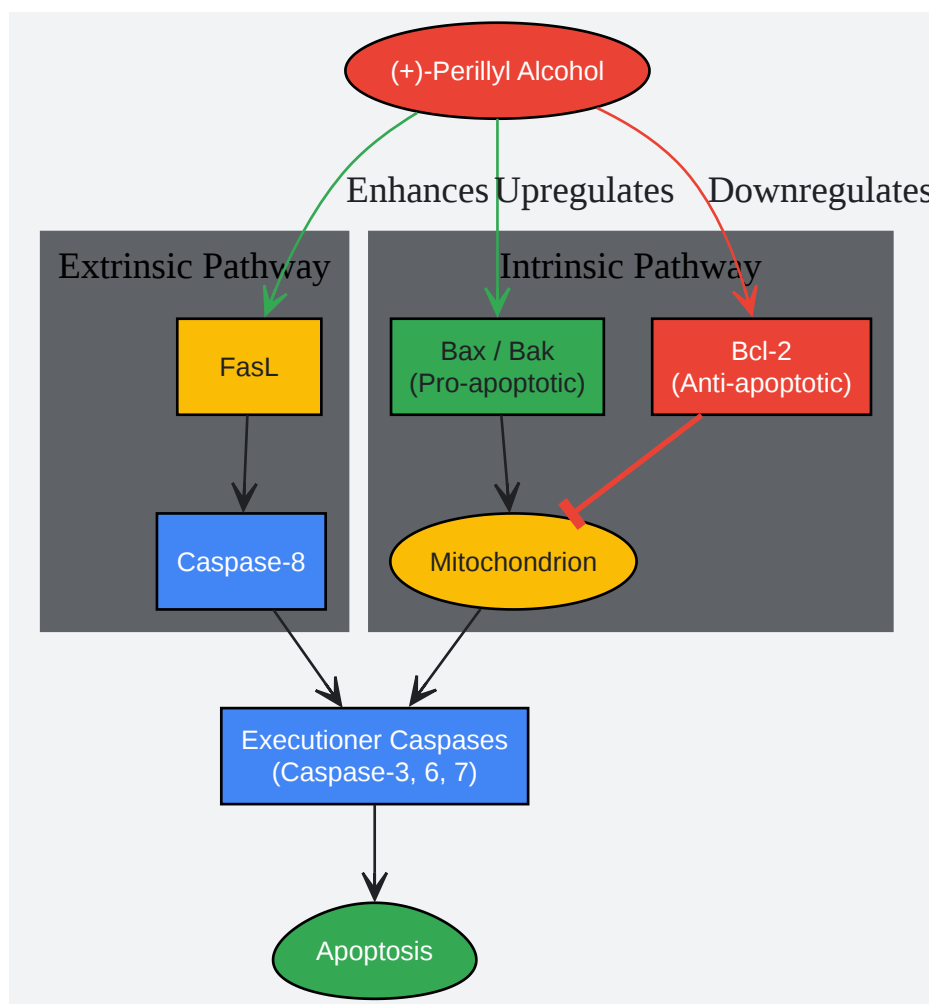 (+)-Perillyl Alcohol
Enhances
Upregulates
Downregulates
Extrinsic Pathway
Intrinsic Pathway
FasL
Bax / Bak
(Pro-apoptotic)
Bcl-2
(Anti-apoptotic)
Caspase-8
Mitochondrion
Executioner Caspases
(Caspase-3, 6, 7)
Apoptosis